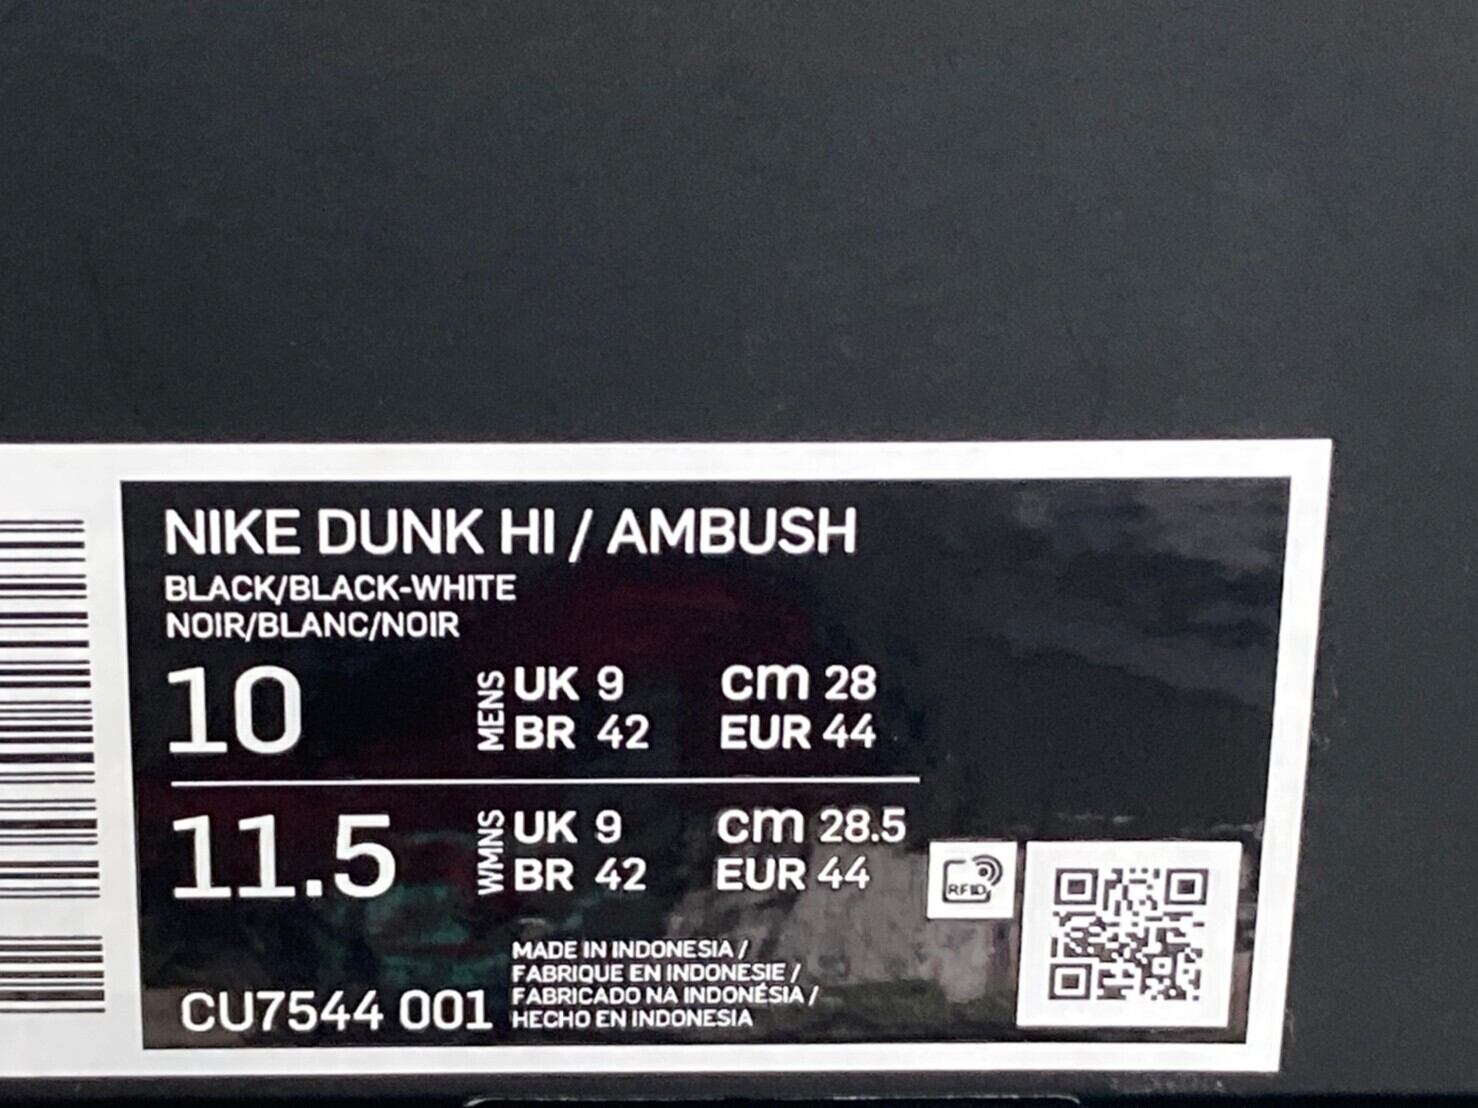 NIKE DUNK HI / AMBUSH
BLACK/BLACK-WHITE
NOIR/BLANC/NOIR
10 MENS UK 9 CM 28
BR 42 EUR 44
11.5 WMNS UK 9 CM 28.5
BR 42 EUR 44
RFID
MADE IN INDONESIA /
FABRIQUE EN INDONESIE /
FABRICADO NA INDONÉSIA /
HECHO EN INDONESIA
CU7544 001